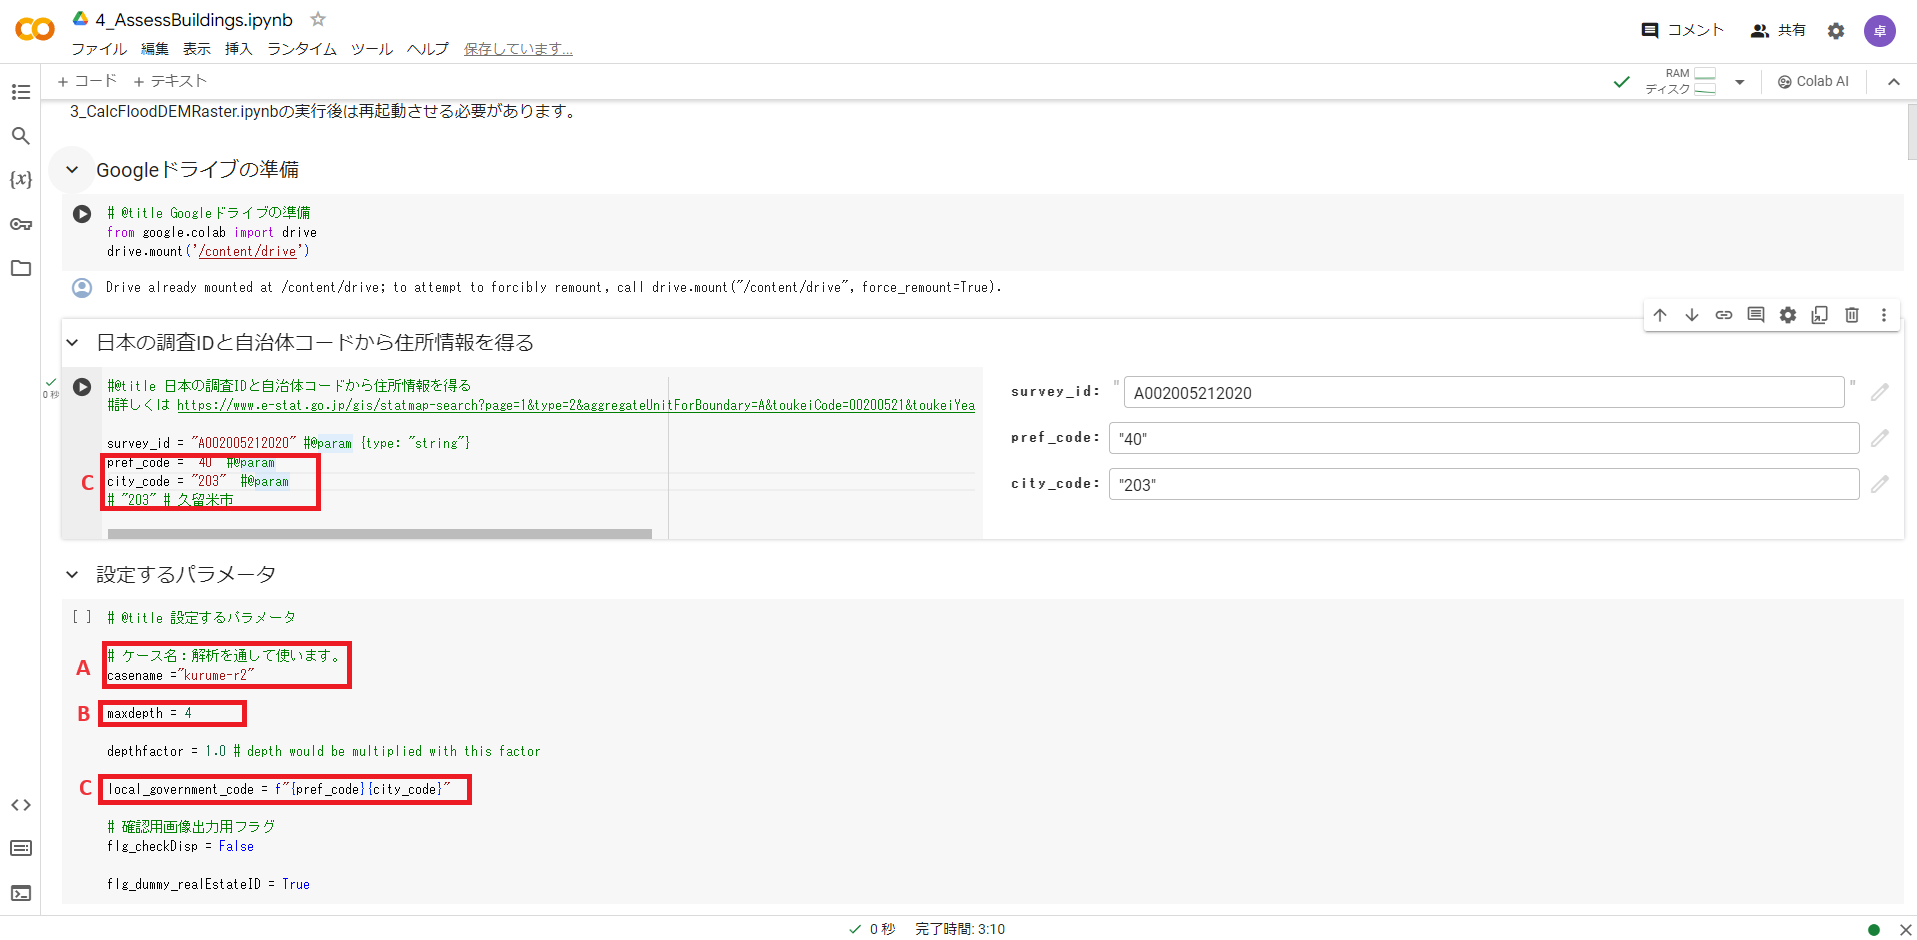 4_AssessBuildings.ipynb
コメント
共有
卓
ファイル 編集 表示 挿入 ランタイム ツール ヘルプ 保存しています...
+ コード + テキスト
RAM
ディスク
Colab AI
3_CalcFloodDEMRaster.ipynbの実行後は再起動させる必要があります。
{x}
Googleドライブの準備
# @title Googleドライブの準備
from google.colab import drive
drive.mount('/content/drive')
Drive already mounted at /content/drive; to attempt to forcibly remount, call drive.mount("/content/drive", force_remount=True).
日本の調査IDと自治体コードから住所情報を得る
0 秒
#@title 日本の調査IDと自治体コードから住所情報を得る
#詳しくは https://www.e-stat.go.jp/gis/statmap-search?page=1&type=2&aggregateUnitForBoundary=A&toukeiCode=00200521&toukeiYea
survey_id = "A002005212020" #@param {type: "string"}
pref_code = "40" #@param
C
city_code = "203" #@param
# "203" # 久留米市
survey_id: "A002005212020"
pref_code: "40"
city_code: "203"
設定するパラメータ
[ ] # @title 設定するパラメータ
# ケース名：解析を通して使います。
A
casename ="kurume-r2"
B
maxdepth = 4
depthfactor = 1.0 # depth would be multiplied with this factor
C
local_government_code = f"{pref_code}{city_code}"
# 確認用画像出力用フラグ
flg_checkDisp = False
flg_dummy_realEstateID = True
0 秒 完了時間: 3:10